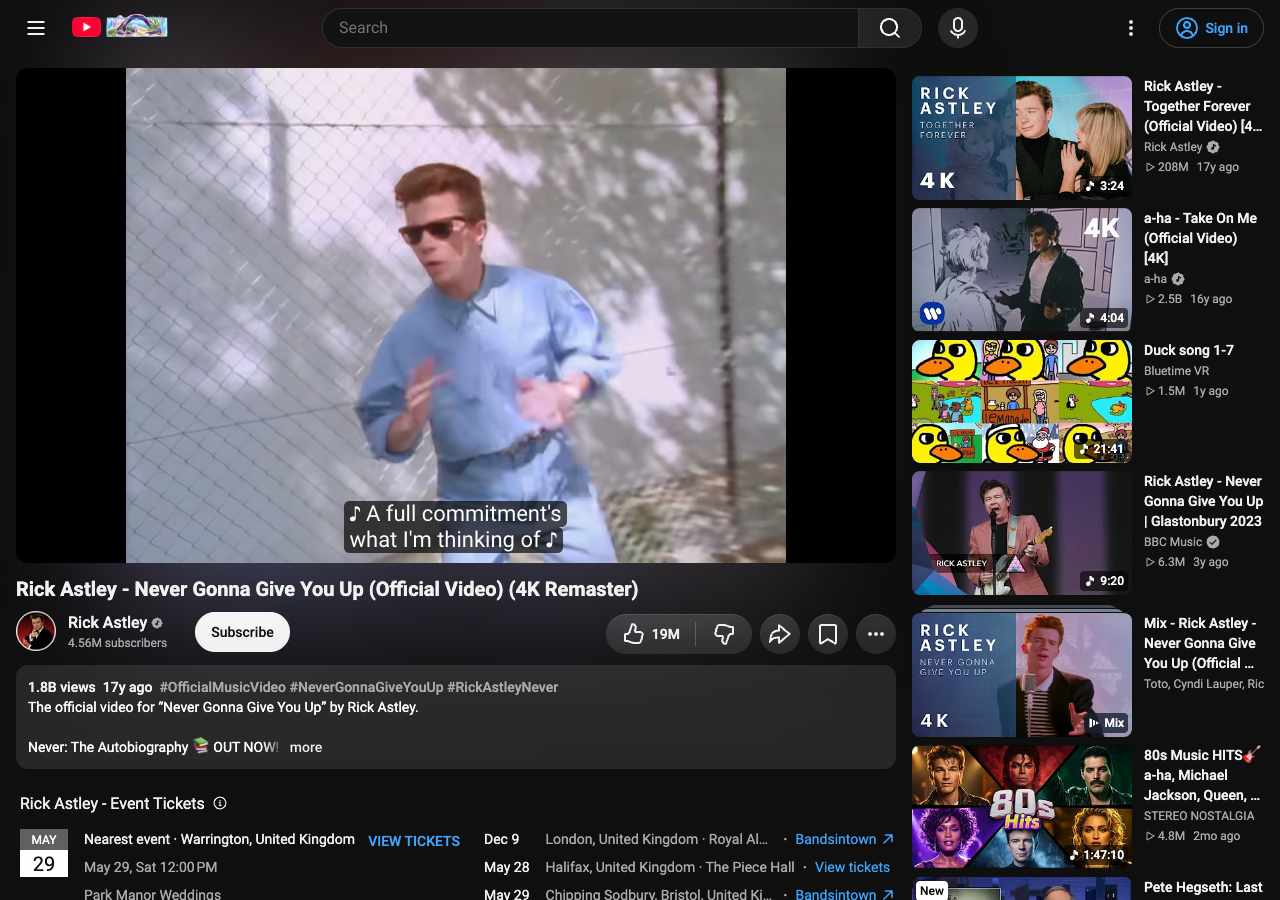 Search
Sign in
♪ A full commitment's
what I'm thinking of ♪
Rick Astley - Never Gonna Give You Up (Official Video) (4K Remaster)
Rick Astley
4.56M subscribers
Subscribe
19M
1.8B views 17y ago #OfficialMusicVideo #NeverGonnaGiveYouUp #RickAstleyNever
The official video for “Never Gonna Give You Up” by Rick Astley.
Never: The Autobiography 📚 OUT NOW! more
Rick Astley - Event Tickets
MAY
29
Nearest event · Warrington, United Kingdom
VIEW TICKETS
May 29, Sat 12:00 PM
Park Manor Weddings
Dec 9 London, United Kingdom · Royal Al... · Bandsintown
May 28 Halifax, United Kingdom · The Piece Hall · View tickets
May 29 Chipping Sodbury, Bristol, United Ki... · Bandsintown
RICK
ASTLEY
TOGETHER
FOREVER
4K
3:24
Rick Astley -
Together Forever
(Official Video) [4...
Rick Astley
208M 17y ago
4K
4:04
a-ha - Take On Me
(Official Video)
[4K]
a-ha
2.5B 16y ago
21:41
Duck song 1-7
Bluetime VR
1.5M 1y ago
RICK ASTLEY
9:20
Rick Astley - Never
Gonna Give You Up
| Glastonbury 2023
BBC Music
6.3M 3y ago
RICK
ASTLEY
NEVER GONNA
GIVE YOU UP
4K
Mix
Mix - Rick Astley -
Never Gonna Give
You Up (Official ...
Toto, Cyndi Lauper, Ric
80s
Hits
1:47:10
80s Music HITS🎸
a-ha, Michael
Jackson, Queen, ...
STEREO NOSTALGIA
4.8M 2mo ago
New
Pete Hegseth: Last